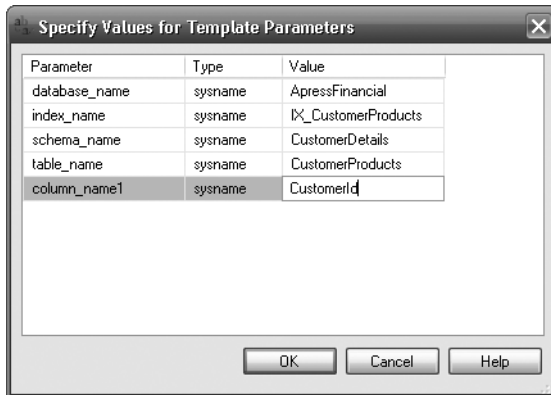 Specify Values for Template Parameters
Parameter Type Value
database_name sysname ApressFinancial
index_name sysname IX_CustomerProducts
schema_name sysname CustomerDetails
table_name sysname CustomerProducts
column_name1 sysname CustomerId
OK Cancel Help